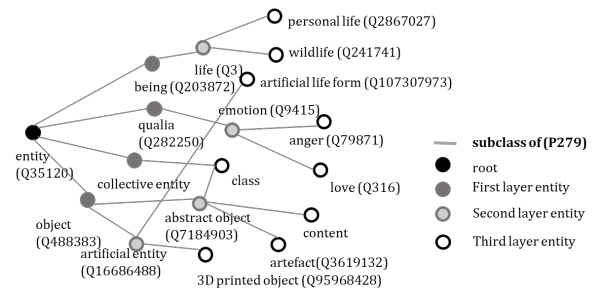 personal life (Q2867027)
wildlife (Q241741)
life (Q3)
artificial life form (Q107307973)
being (Q203872)
emotion (Q9415)
qualia
(Q282250)
anger (Q79871)
entity
(Q35120)
collective entity
class
love (Q316)
object
(Q488383)
abstract object
(Q7184903)
content
artificial entity
(Q16686488)
artefact(Q3619132)
3D printed object (Q95968428)
subclass of (P279)
root
First layer entity
Second layer entity
Third layer entity